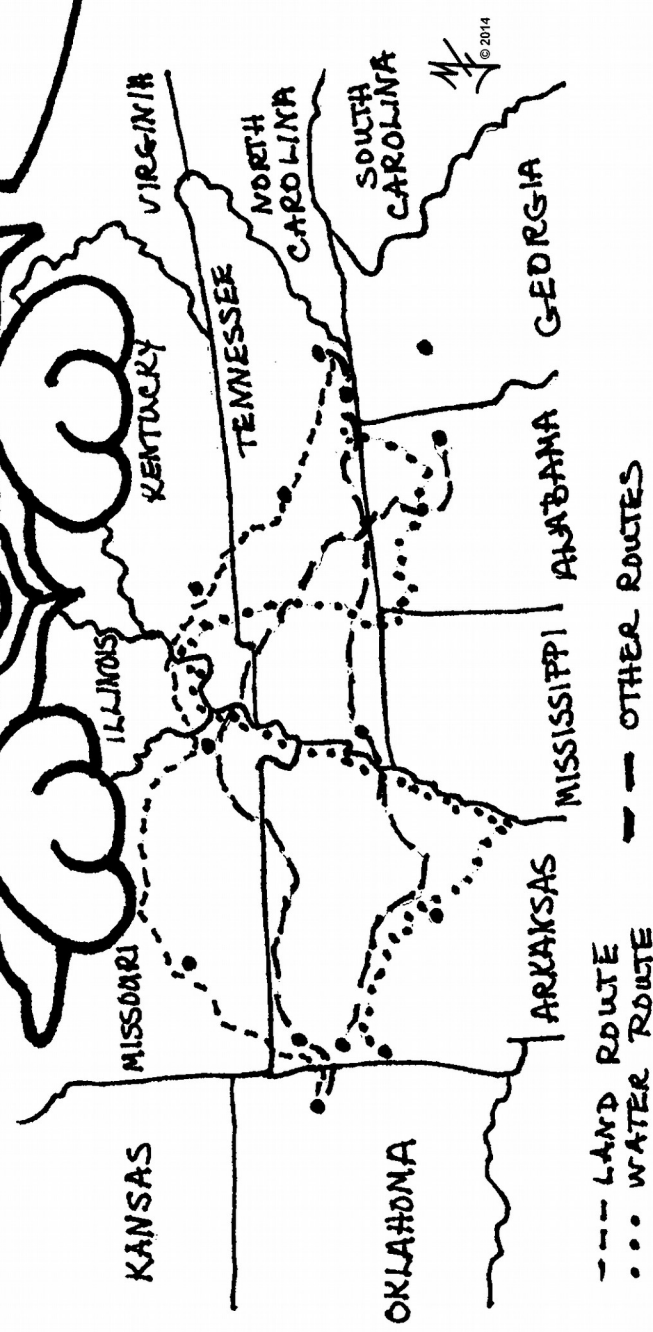 KANSAS
MISSOURI
ILLINOIS
KENTUCKY
VIRGINIA
TENNESSEE
NORTH
CAROLINA
SOUTH
CAROLINA
OKLAHOMA
ARKANSAS
MISSISSIPPI
ALABAMA
GEORGIA
© 2014
LAND ROUTE
WATER ROUTE
OTHER ROUTES